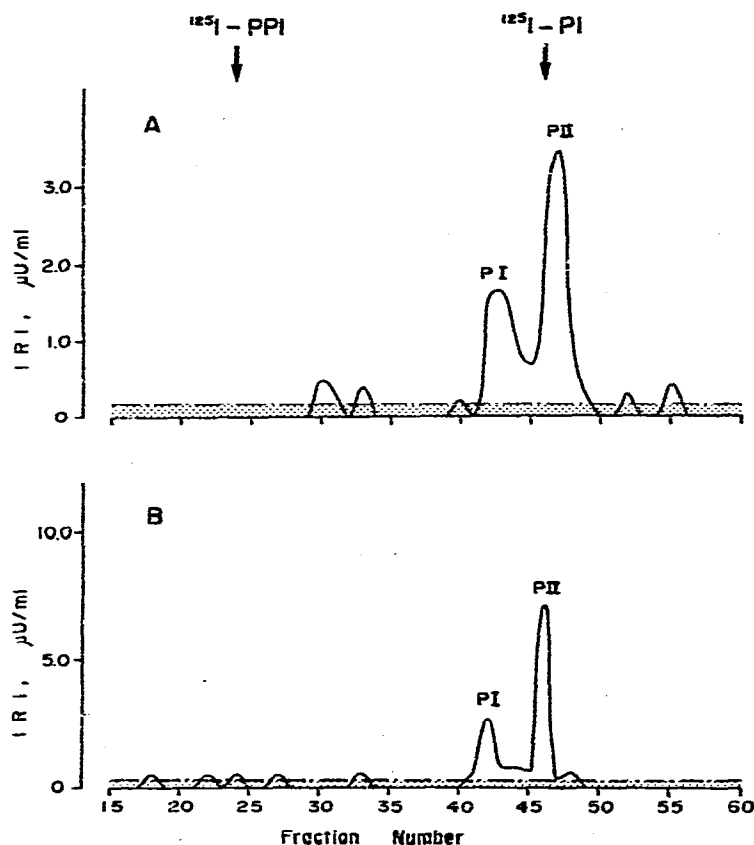 ¹²⁵I – PPI ¹²⁵I – PI
A
PII
3.0
PI
2.0
1.0
0
IRI, μU/ml
B
10.0
PII
5.0
PI
0
IRI, μU/ml
15 20 25 30 35 40 45 50 55 60
Fraction Number